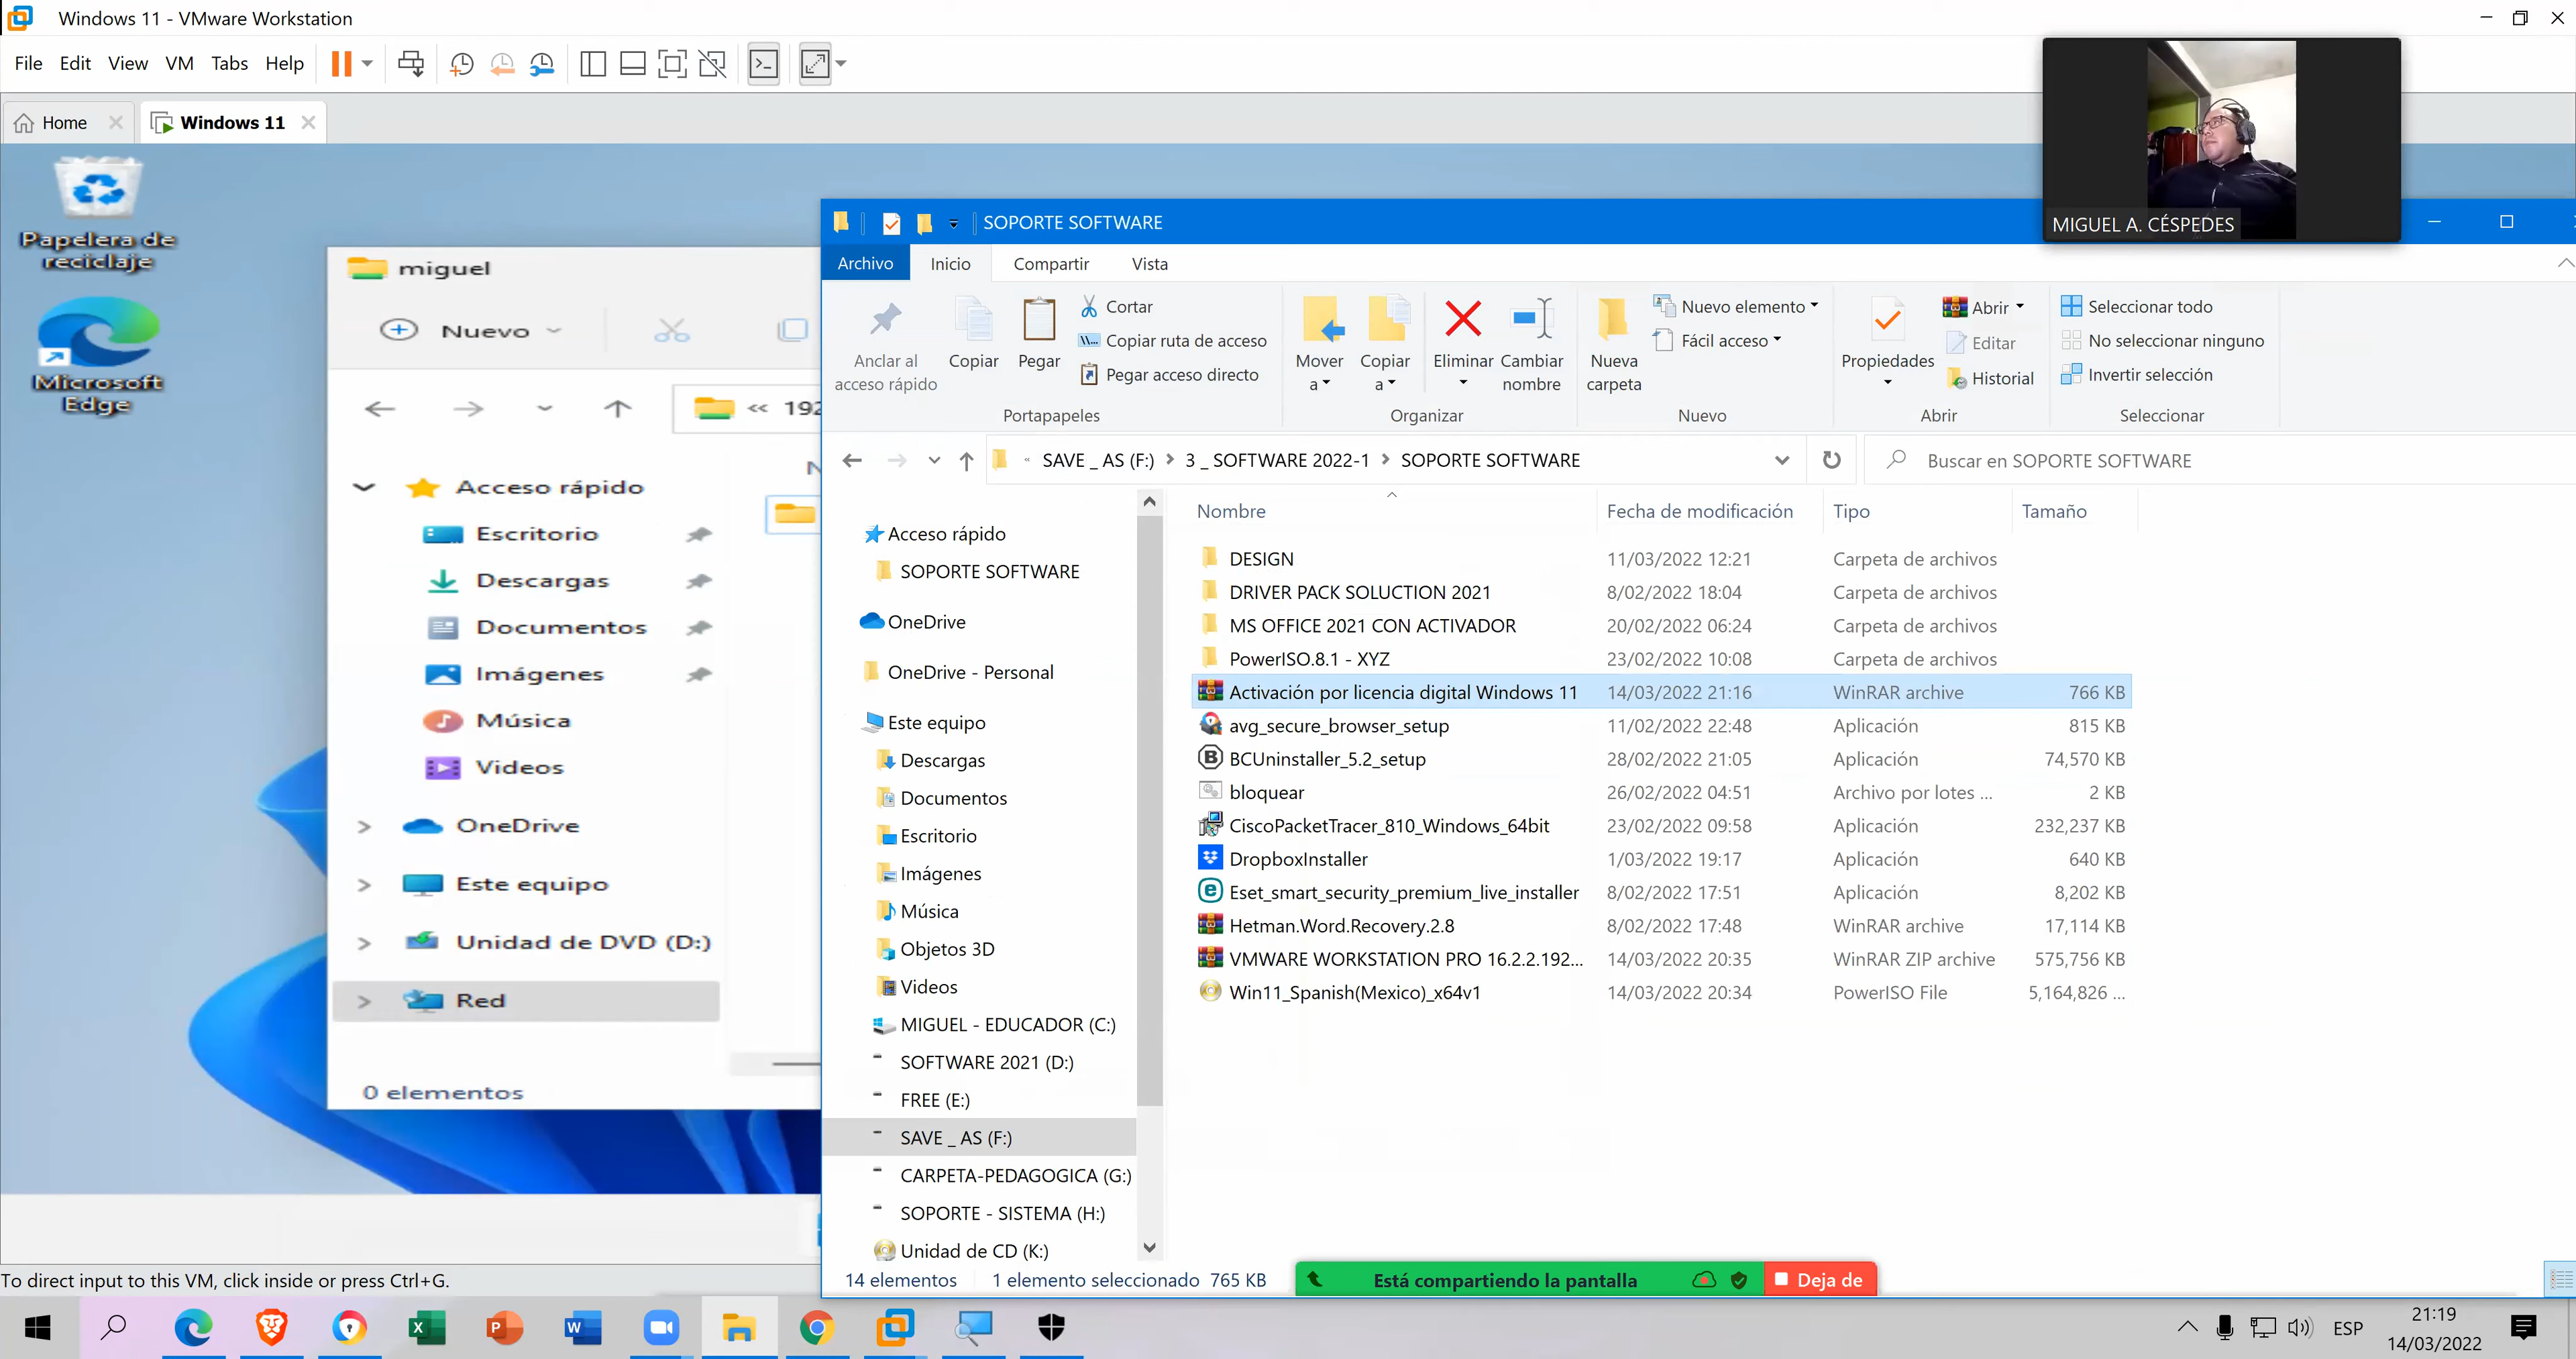 Windows 11 - VMware Workstation
File Edit View VM Tabs Help
Home
Windows 11
Papelera de
reciclaje
Microsoft
Edge
miguel
Nuevo
« 192
Acceso rápido
Escritorio
Descargas
Documentos
Imágenes
Música
Videos
OneDrive
Este equipo
Unidad de DVD (D:)
Red
0 elementos
MIGUEL A. CÉSPEDES
SOPORTE SOFTWARE
Archivo Inicio Compartir Vista
Anclar al
acceso rápido
Copiar
Pegar
Cortar
Copiar ruta de acceso
Pegar acceso directo
Portapapeles
Mover
a
Copiar
a
Eliminar
Cambiar
nombre
Organizar
Nueva
carpeta
Nuevo elemento
Fácil acceso
Nuevo
Propiedades
Abrir
Editar
Historial
Abrir
Seleccionar todo
No seleccionar ninguno
Invertir selección
Seleccionar
« SAVE _ AS (F:) > 3 _ SOFTWARE 2022-1 > SOPORTE SOFTWARE
Buscar en SOPORTE SOFTWARE
Acceso rápido
SOPORTE SOFTWARE
OneDrive
OneDrive - Personal
Este equipo
Descargas
Documentos
Escritorio
Imágenes
Música
Objetos 3D
Videos
MIGUEL - EDUCADOR (C:)
SOFTWARE 2021 (D:)
FREE (E:)
SAVE _ AS (F:)
CARPETA-PEDAGOGICA (G:)
SOPORTE - SISTEMA (H:)
Unidad de CD (K:)
Nombre Fecha de modificación Tipo Tamaño
DESIGN 11/03/2022 12:21 Carpeta de archivos
DRIVER PACK SOLUCTION 2021 8/02/2022 18:04 Carpeta de archivos
MS OFFICE 2021 CON ACTIVADOR 20/02/2022 06:24 Carpeta de archivos
PowerISO.8.1 - XYZ 23/02/2022 10:08 Carpeta de archivos
Activación por licencia digital Windows 11 14/03/2022 21:16 WinRAR archive 766 KB
avg_secure_browser_setup 11/02/2022 22:48 Aplicación 815 KB
BCUninstaller_5.2_setup 28/02/2022 21:05 Aplicación 74,570 KB
bloquear 26/02/2022 04:51 Archivo por lotes ... 2 KB
CiscoPacketTracer_810_Windows_64bit 23/02/2022 09:58 Aplicación 232,237 KB
DropboxInstaller 1/03/2022 19:17 Aplicación 640 KB
Eset_smart_security_premium_live_installer 8/02/2022 17:51 Aplicación 8,202 KB
Hetman.Word.Recovery.2.8 8/02/2022 17:48 WinRAR archive 17,114 KB
VMWARE WORKSTATION PRO 16.2.2.192... 14/03/2022 20:35 WinRAR ZIP archive 575,756 KB
Win11_Spanish(Mexico)_x64v1 14/03/2022 20:34 PowerISO File 5,164,826 ...
14 elementos 1 elemento seleccionado 765 KB
Está compartiendo la pantalla
Deja de
To direct input to this VM, click inside or press Ctrl+G.
ESP
21:19
14/03/2022